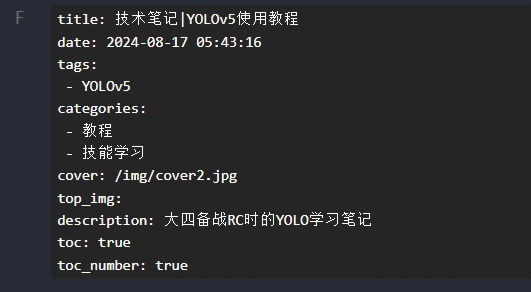 F
title: 技术笔记|YOLOv5使用教程
date: 2024-08-17 05:43:16
tags:
 - YOLOv5
categories:
 - 教程
 - 技能学习
cover: /img/cover2.jpg
top_img:
description: 大四备战RC时的YOLO学习笔记
toc: true
toc_number: true